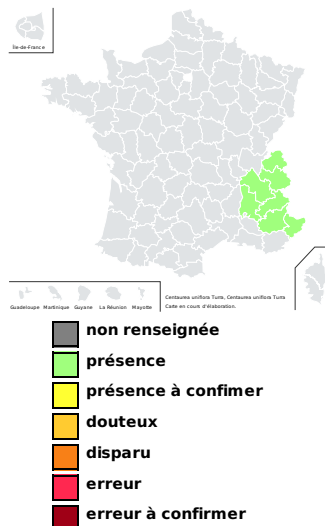 Île-de-France
Guadeloupe Martinique Guyane La Réunion Mayotte
Centaurea uniflora Turra, Centaurea uniflora Turra
Carte en cours d'élaboration.
non renseignée
présence
présence à confimer
douteux
disparu
erreur
erreur à confirmer